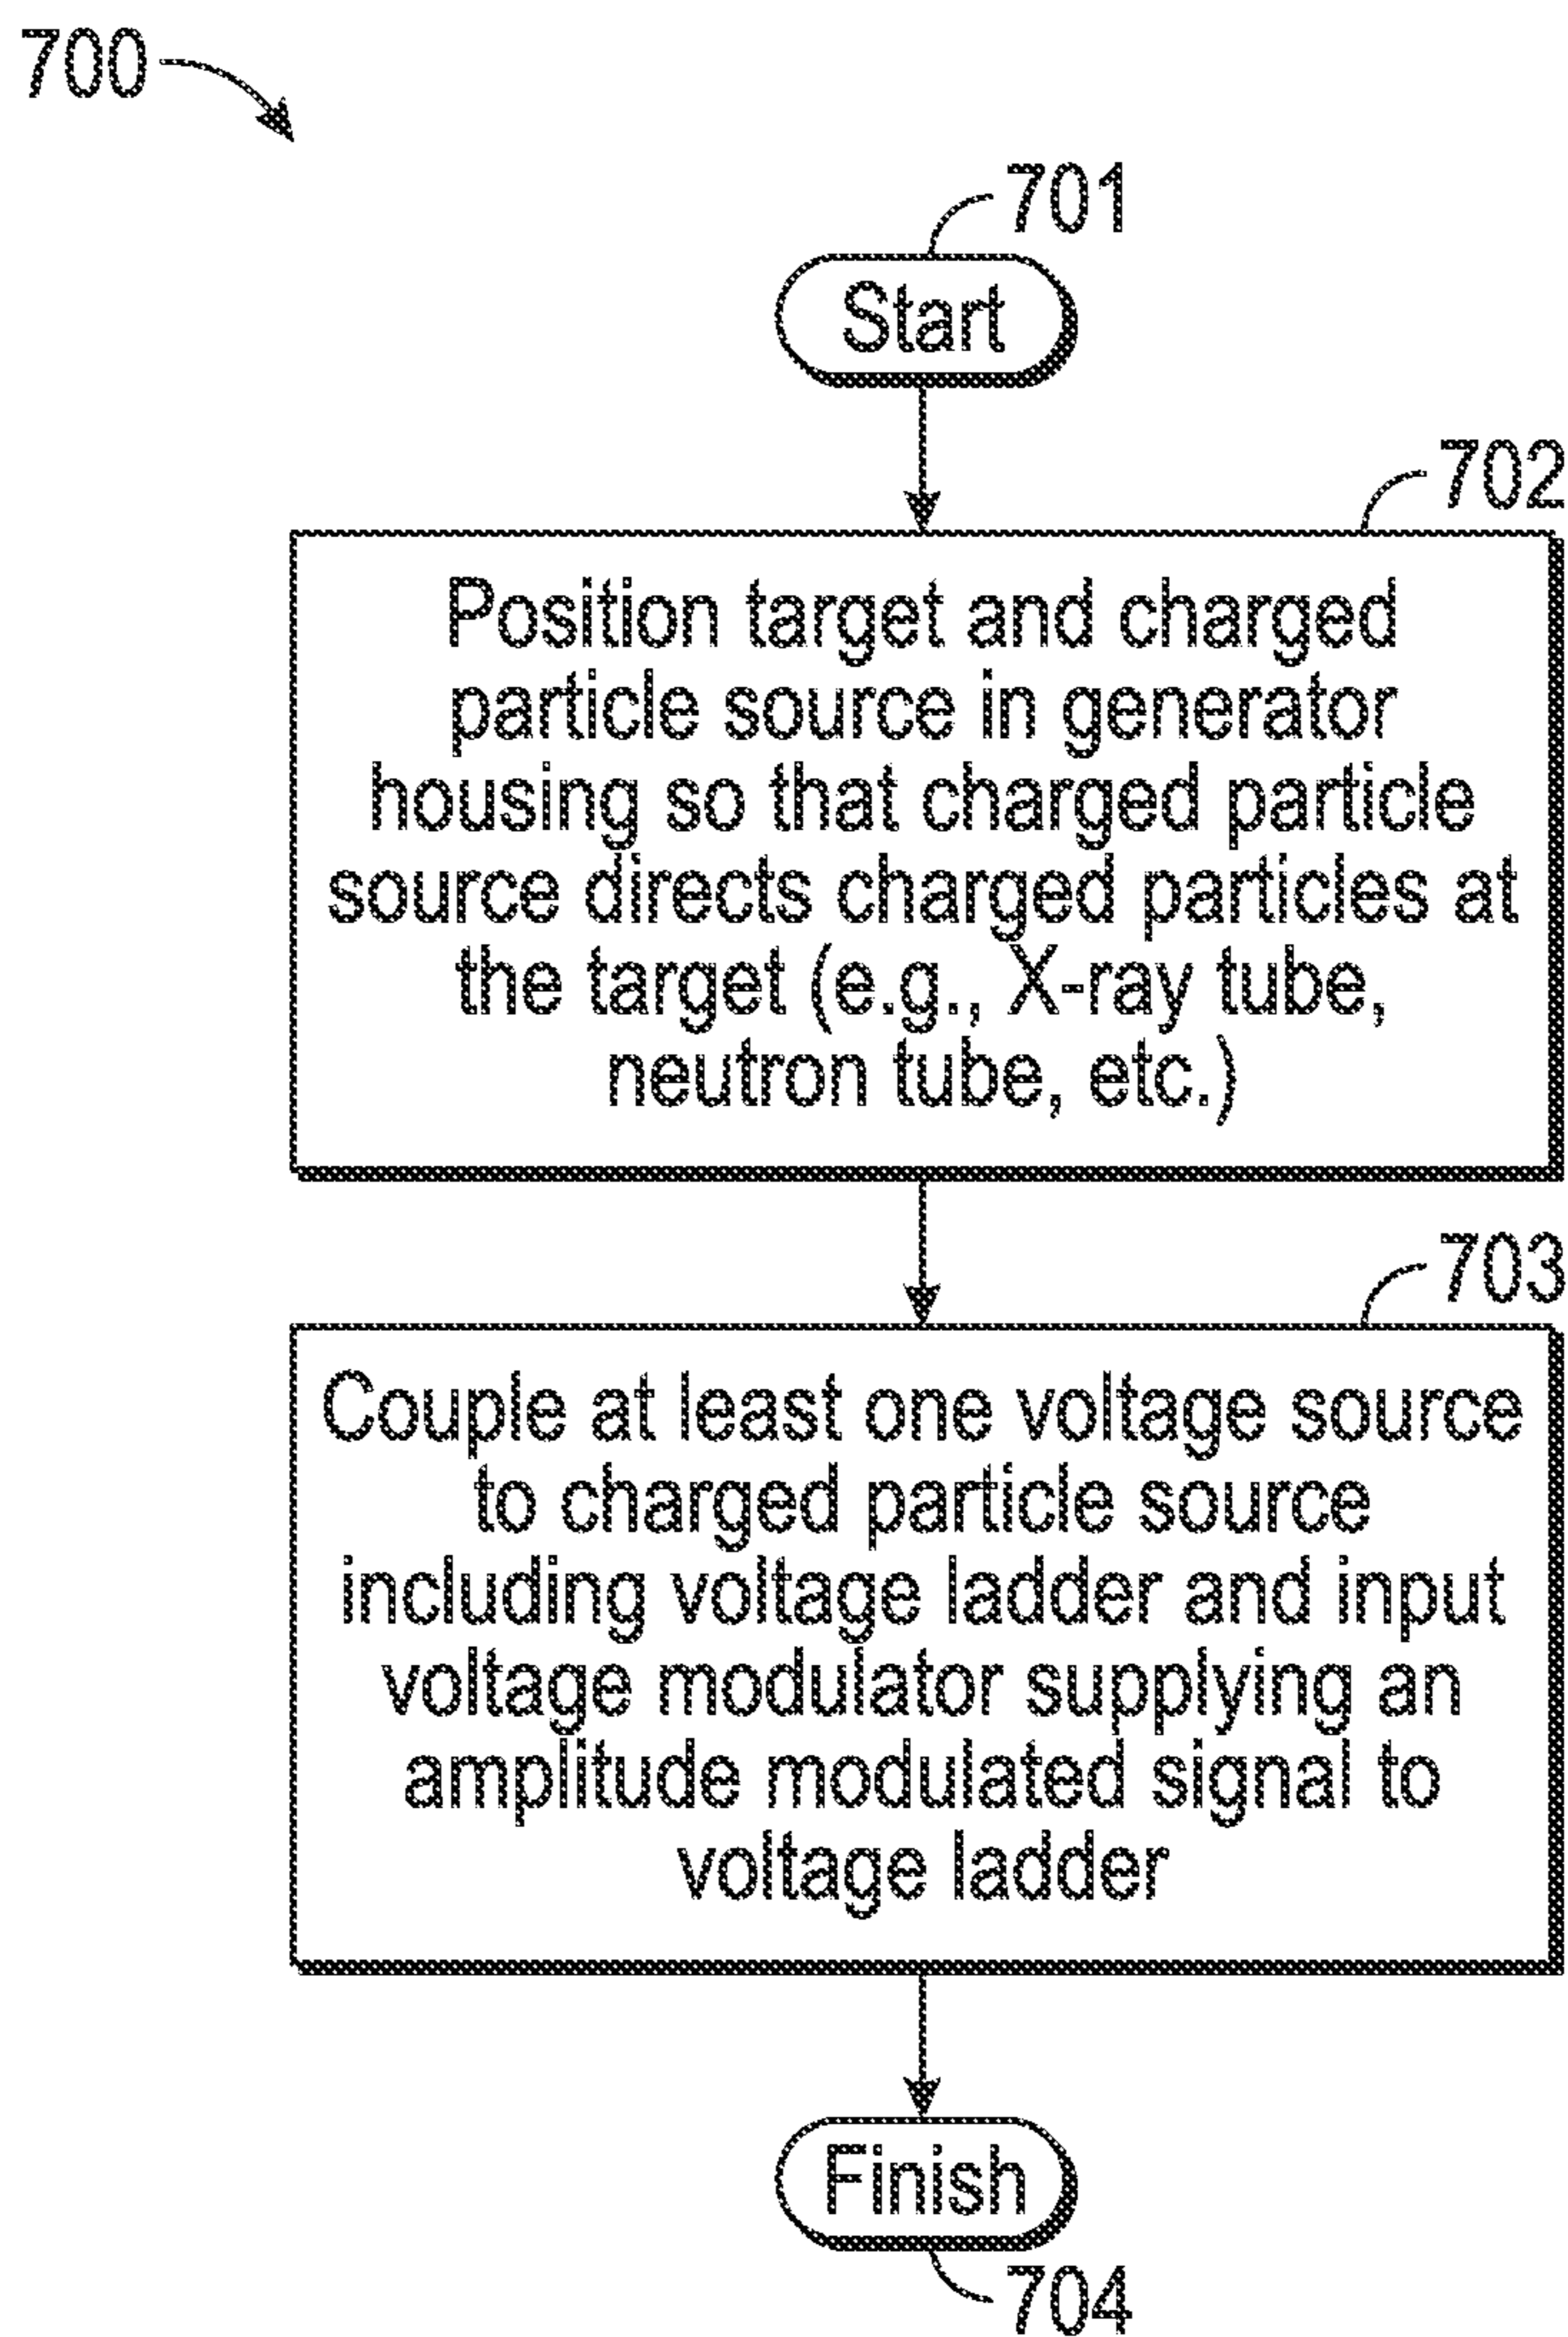 700
701
Start
702
Position target and charged
particle source in generator
housing so that charged particle
source directs charged particles at
the target (e.g., X-ray tube,
neutron tube, etc.)
703
Couple at least one voltage source
to charged particle source
including voltage ladder and input
voltage modulator supplying an
amplitude modulated signal to
voltage ladder
Finish
704